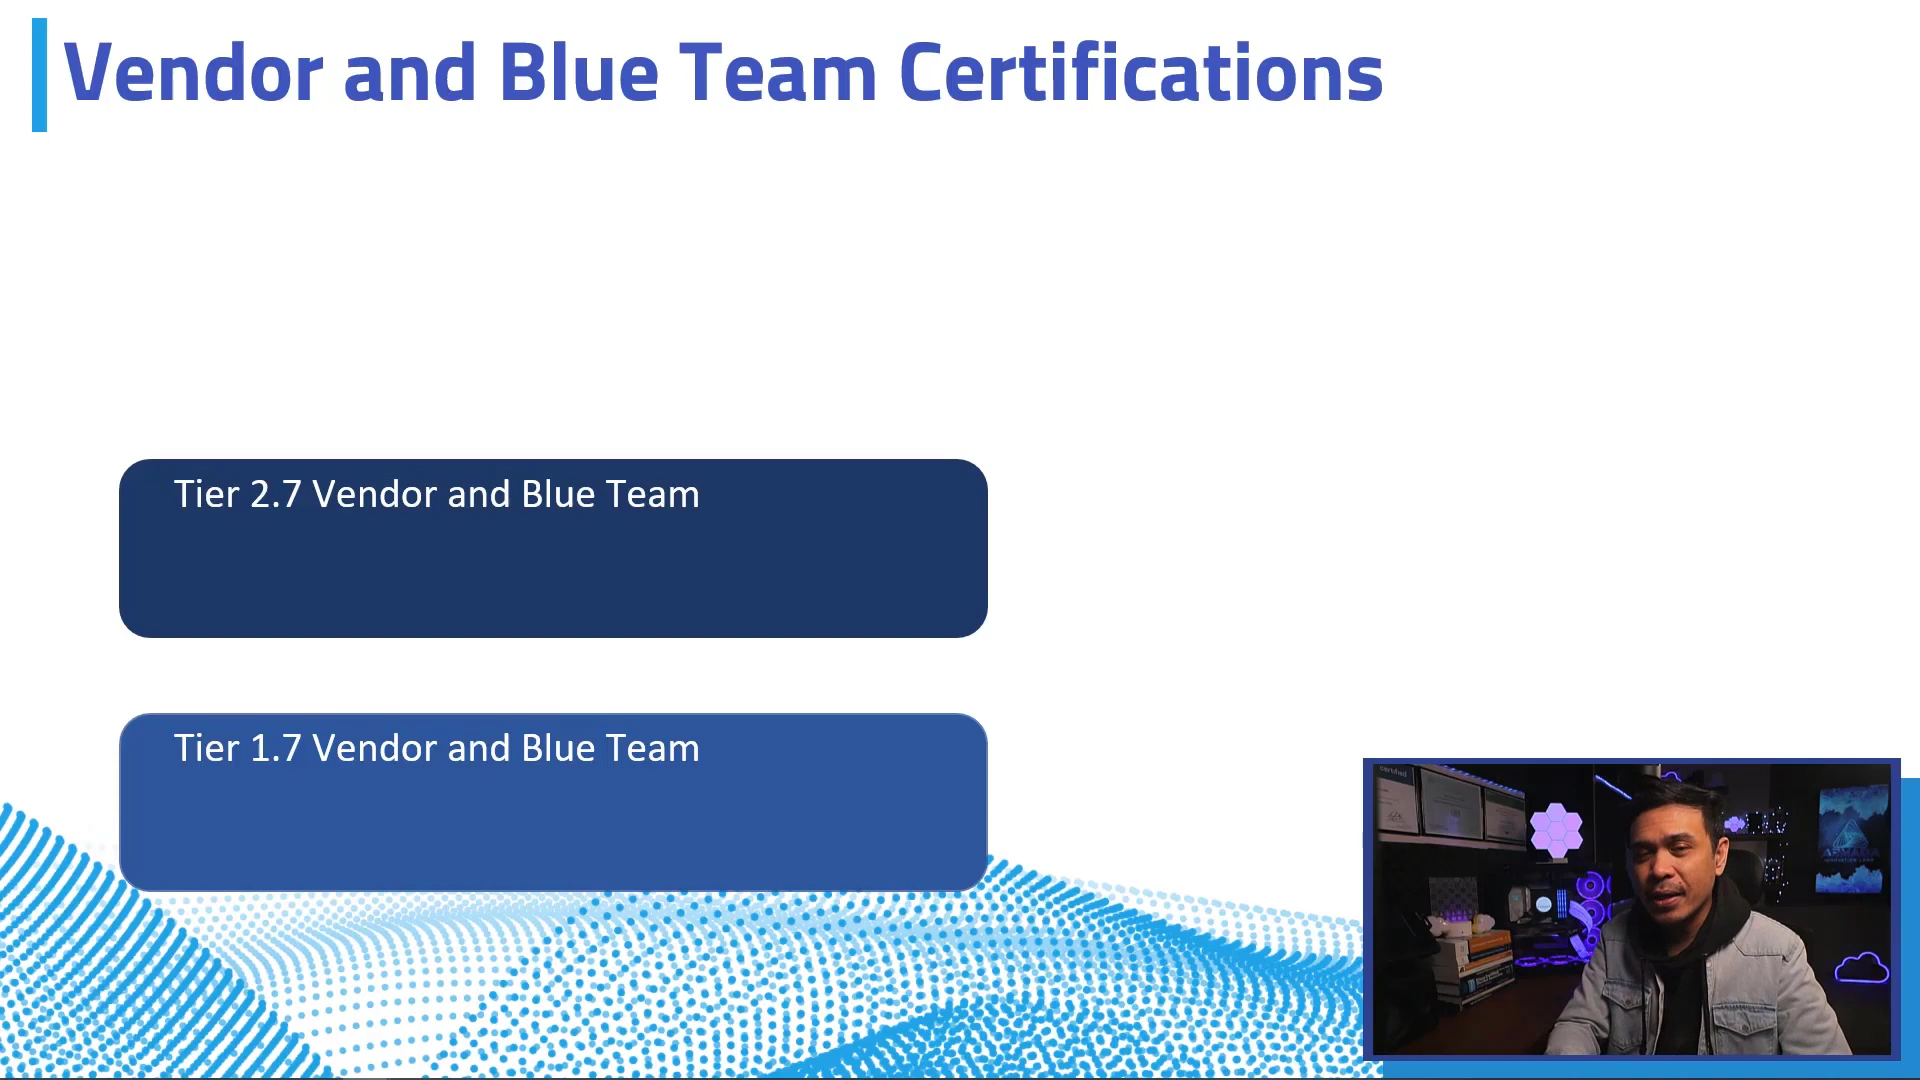 Vendor and Blue Team Certifications
Tier 2.7 Vendor and Blue Team
Tier 1.7 Vendor and Blue Team